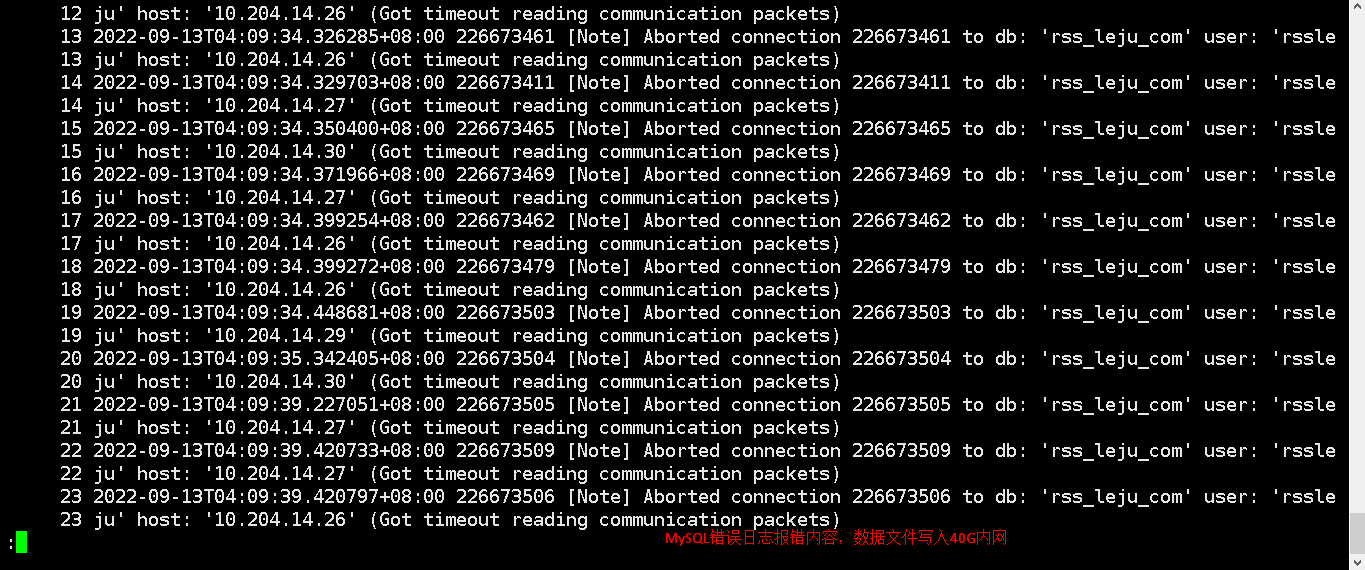 12 ju' host: '10.204.14.26' (Got timeout reading communication packets)
13 2022-09-13T04:09:34.326285+08:00 226673461 [Note] Aborted connection 226673461 to db: 'rss_leju_com' user: 'rssle
13 ju' host: '10.204.14.26' (Got timeout reading communication packets)
14 2022-09-13T04:09:34.329703+08:00 226673411 [Note] Aborted connection 226673411 to db: 'rss_leju_com' user: 'rssle
14 ju' host: '10.204.14.27' (Got timeout reading communication packets)
15 2022-09-13T04:09:34.350400+08:00 226673465 [Note] Aborted connection 226673465 to db: 'rss_leju_com' user: 'rssle
15 ju' host: '10.204.14.30' (Got timeout reading communication packets)
16 2022-09-13T04:09:34.371966+08:00 226673469 [Note] Aborted connection 226673469 to db: 'rss_leju_com' user: 'rssle
16 ju' host: '10.204.14.27' (Got timeout reading communication packets)
17 2022-09-13T04:09:34.399254+08:00 226673462 [Note] Aborted connection 226673462 to db: 'rss_leju_com' user: 'rssle
17 ju' host: '10.204.14.26' (Got timeout reading communication packets)
18 2022-09-13T04:09:34.399272+08:00 226673479 [Note] Aborted connection 226673479 to db: 'rss_leju_com' user: 'rssle
18 ju' host: '10.204.14.26' (Got timeout reading communication packets)
19 2022-09-13T04:09:34.448681+08:00 226673503 [Note] Aborted connection 226673503 to db: 'rss_leju_com' user: 'rssle
19 ju' host: '10.204.14.29' (Got timeout reading communication packets)
20 2022-09-13T04:09:35.342405+08:00 226673504 [Note] Aborted connection 226673504 to db: 'rss_leju_com' user: 'rssle
20 ju' host: '10.204.14.30' (Got timeout reading communication packets)
21 2022-09-13T04:09:39.227051+08:00 226673505 [Note] Aborted connection 226673505 to db: 'rss_leju_com' user: 'rssle
21 ju' host: '10.204.14.27' (Got timeout reading communication packets)
22 2022-09-13T04:09:39.420733+08:00 226673509 [Note] Aborted connection 226673509 to db: 'rss_leju_com' user: 'rssle
22 ju' host: '10.204.14.27' (Got timeout reading communication packets)
23 2022-09-13T04:09:39.420797+08:00 226673506 [Note] Aborted connection 226673506 to db: 'rss_leju_com' user: 'rssle
23 ju' host: '10.204.14.26' (Got timeout reading communication packets)
MySQL错误日志报错内容，数据文件写入40G内网
: